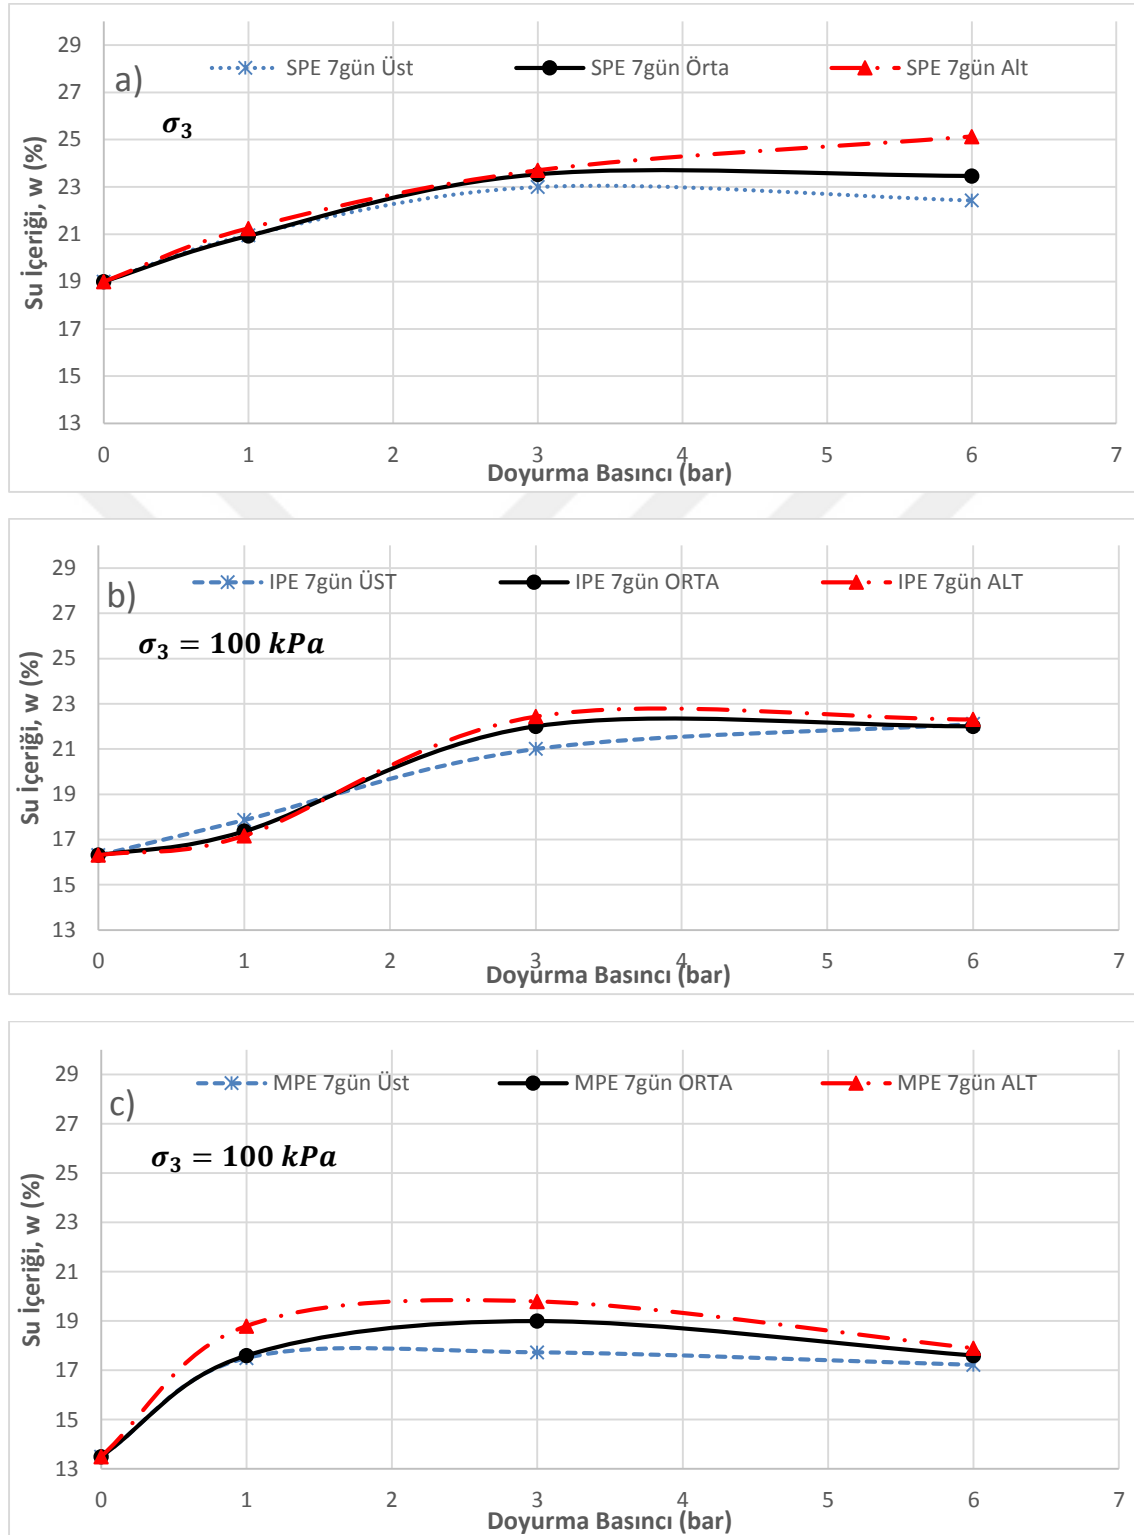 29
SPE 7gün Üst SPE 7gün Örta SPE 7gün Alt
a)
27
σ₃
25
23
21
19
17
15
13
Su İçeriği, w (%)
0 1 2 3 4 5 6 7
Doyurma Basıncı (bar)
29
IPE 7gün ÜST IPE 7gün ORTA IPE 7gün ALT
b)
27
σ₃ = 100 kPa
25
23
21
19
17
15
13
Su İçeriği, w (%)
0 1 2 3 4 5 6 7
Doyurma Basıncı (bar)
29
MPE 7gün Üst MPE 7gün ORTA MPE 7gün ALT
c)
27
σ₃ = 100 kPa
25
23
21
19
17
15
13
Su İçeriği, w (%)
0 1 2 3 4 5 6 7
Doyurma Basıncı (bar)